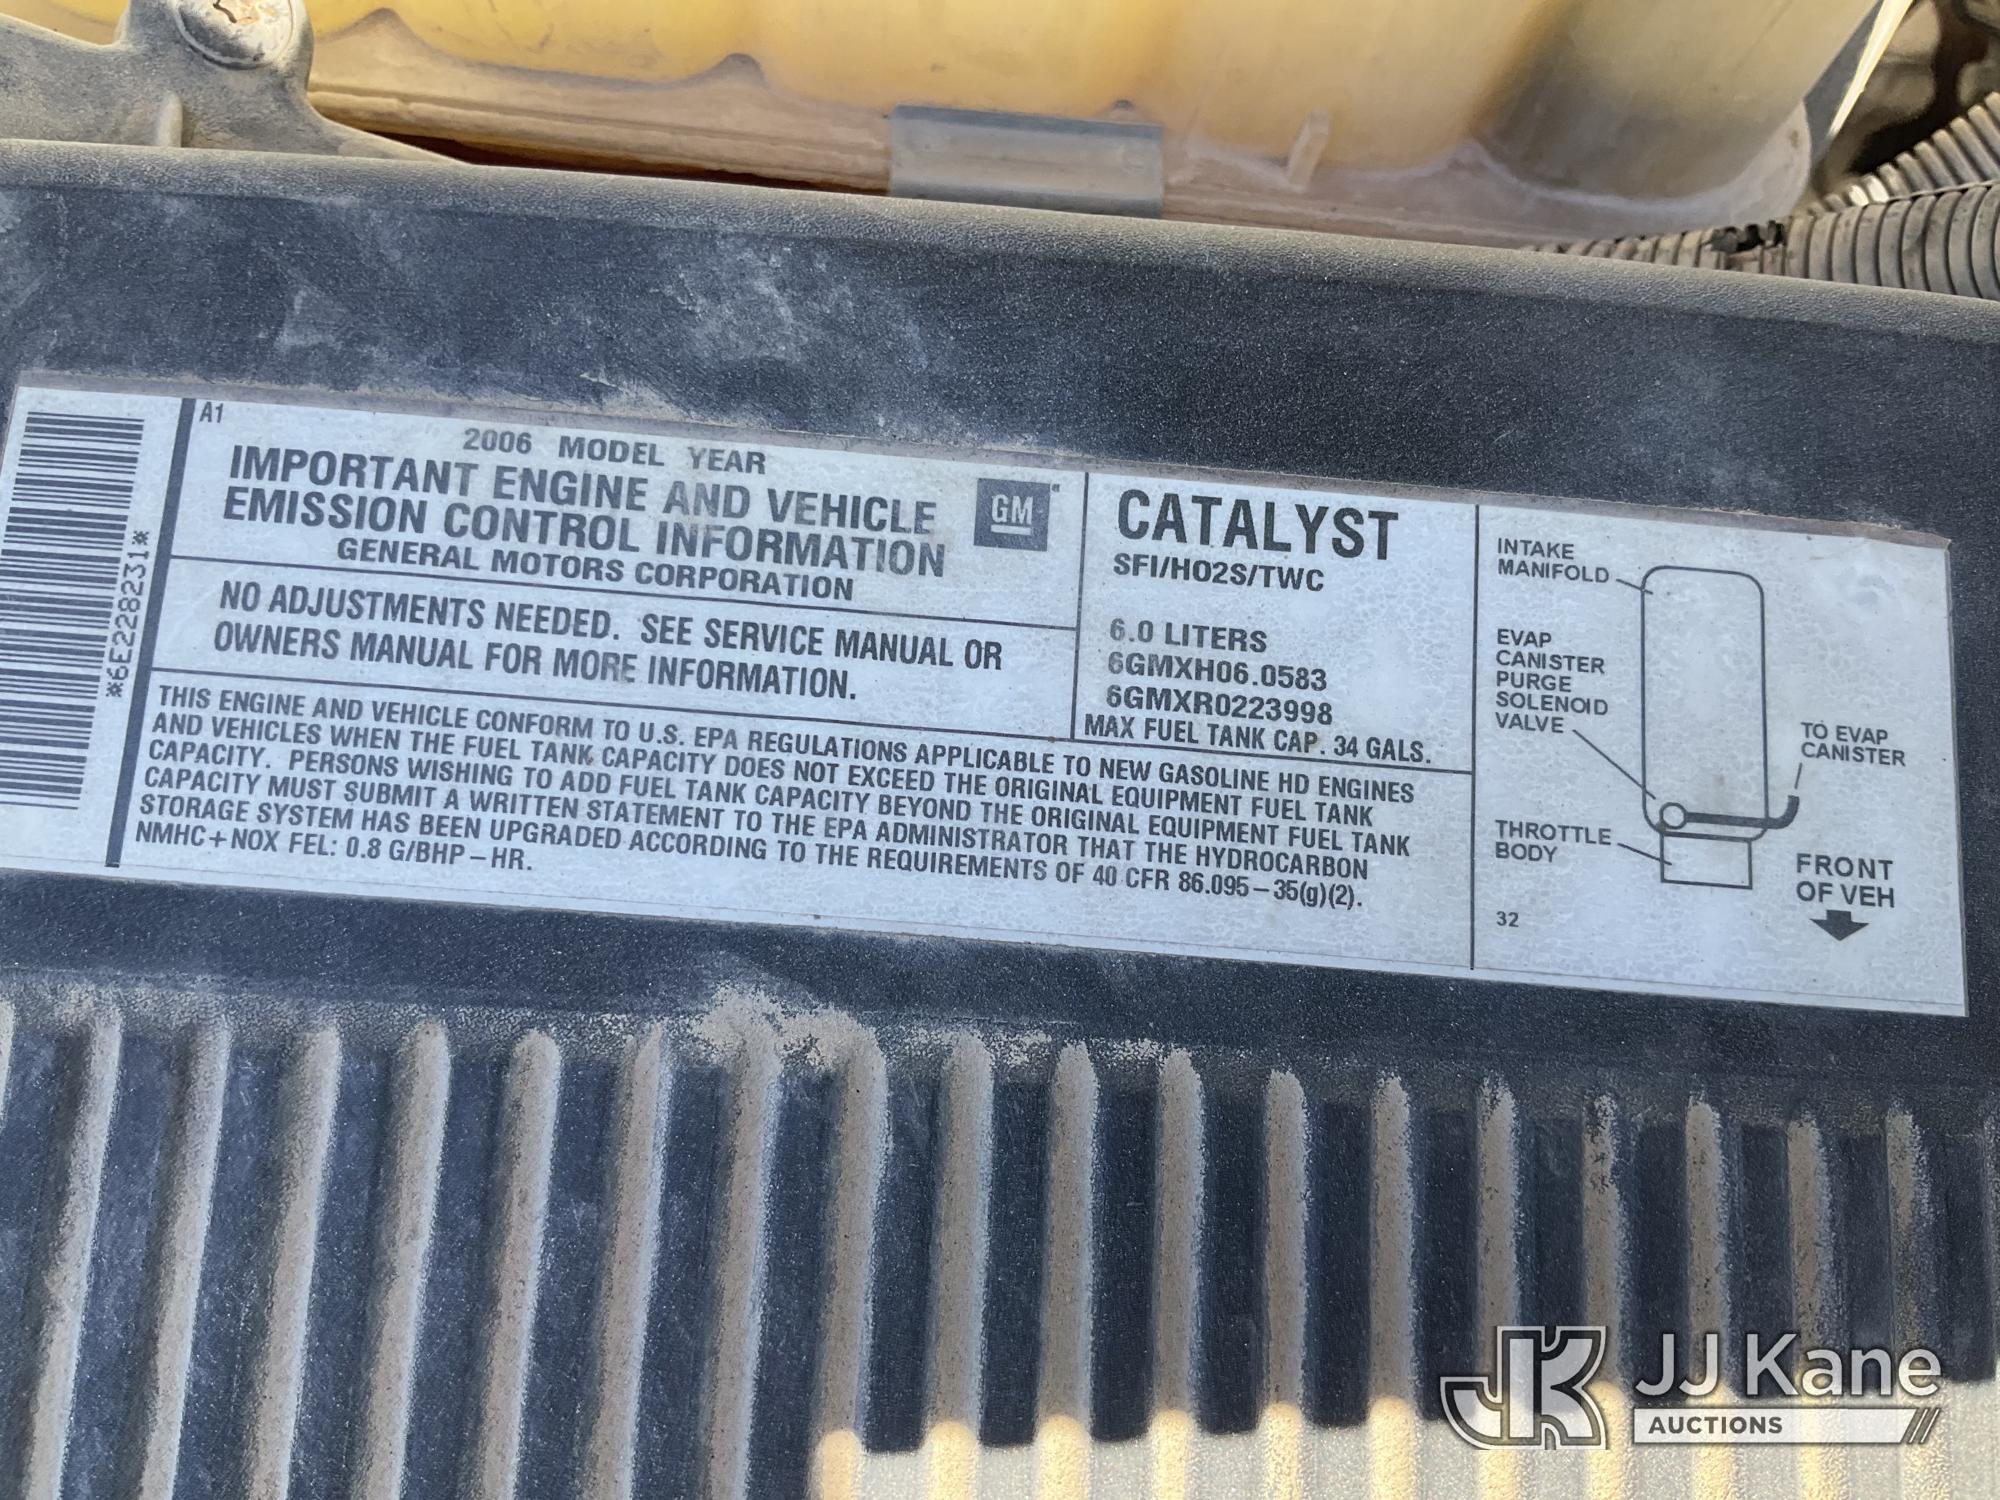 *6E228231*
A1
2006 MODEL YEAR
IMPORTANT ENGINE AND VEHICLE
EMISSION CONTROL INFORMATION
GENERAL MOTORS CORPORATION
GM
NO ADJUSTMENTS NEEDED. SEE SERVICE MANUAL OR
OWNERS MANUAL FOR MORE INFORMATION.
CATALYST
SFI/HO2S/TWC
6.0 LITERS
6GMXH06.0583
6GMXR0223998
MAX FUEL TANK CAP. 34 GALS.
THIS ENGINE AND VEHICLE CONFORM TO U.S. EPA REGULATIONS APPLICABLE TO NEW GASOLINE HD ENGINES
AND VEHICLES WHEN THE FUEL TANK CAPACITY DOES NOT EXCEED THE ORIGINAL EQUIPMENT FUEL TANK
CAPACITY. PERSONS WISHING TO ADD FUEL TANK CAPACITY BEYOND THE ORIGINAL EQUIPMENT FUEL TANK
CAPACITY MUST SUBMIT A WRITTEN STATEMENT TO THE EPA ADMINISTRATOR THAT THE HYDROCARBON
STORAGE SYSTEM HAS BEEN UPGRADED ACCORDING TO THE REQUIREMENTS OF 40 CFR 86.095-35(g)(2).
NMHC+NOX FEL: 0.8 G/BHP-HR.
INTAKE
MANIFOLD
EVAP
CANISTER
PURGE
SOLENOID
VALVE
TO EVAP
CANISTER
THROTTLE
BODY
FRONT
OF VEH
32
JK
JJ Kane
AUCTIONS